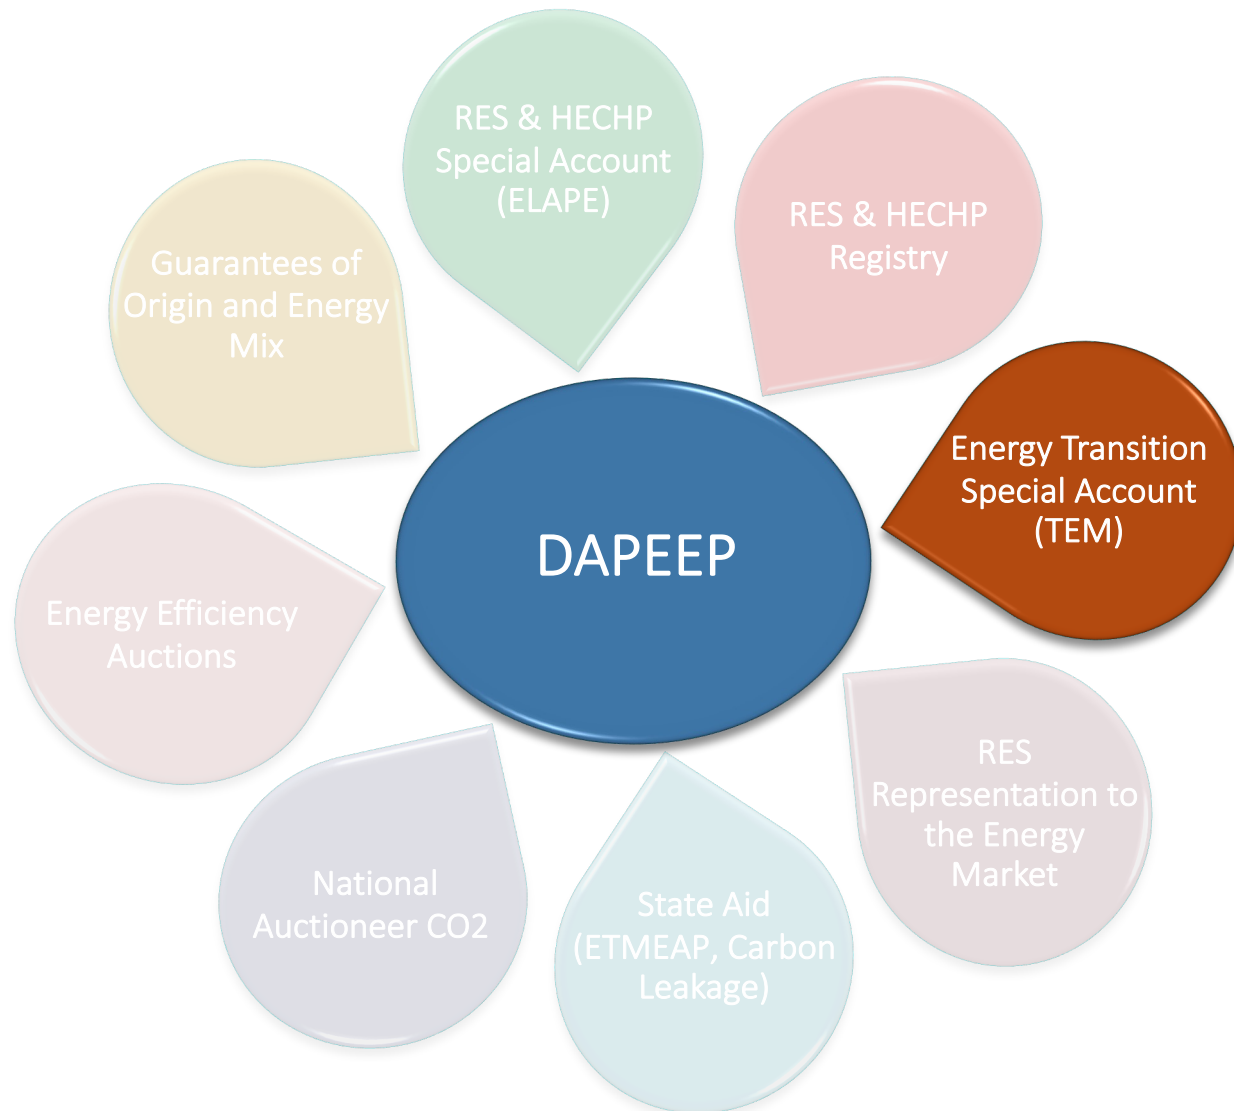 RES & HECHP
Special Account
(ELAPE)
RES & HECHP
Registry
Guarantees of
Origin and Energy
Mix
Energy Transition
Special Account
(TEM)
DAPEEP
Energy Efficiency
Auctions
RES
Representation to
the Energy
Market
National
Auctioneer CO2
State Aid
(ETMEAP, Carbon
Leakage)